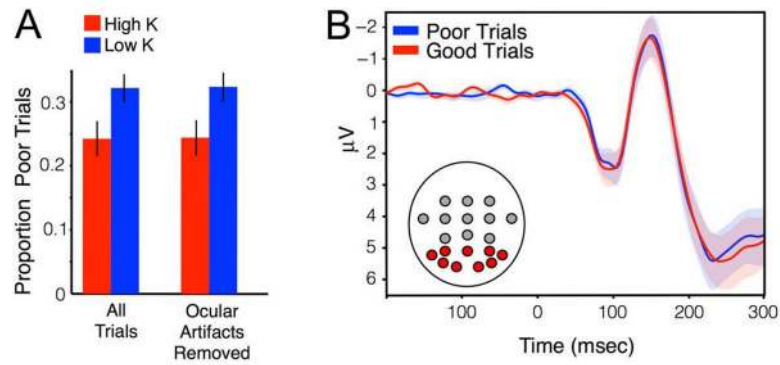 A
High K
Low K
Proportion Poor Trials
0.3
0.2
0.1
0
All
Trials
Ocular
Artifacts
Removed
B
Poor Trials
Good Trials
µV
-2
-1
0
1
2
3
4
5
6
100
0
100
200
300
Time (msec)